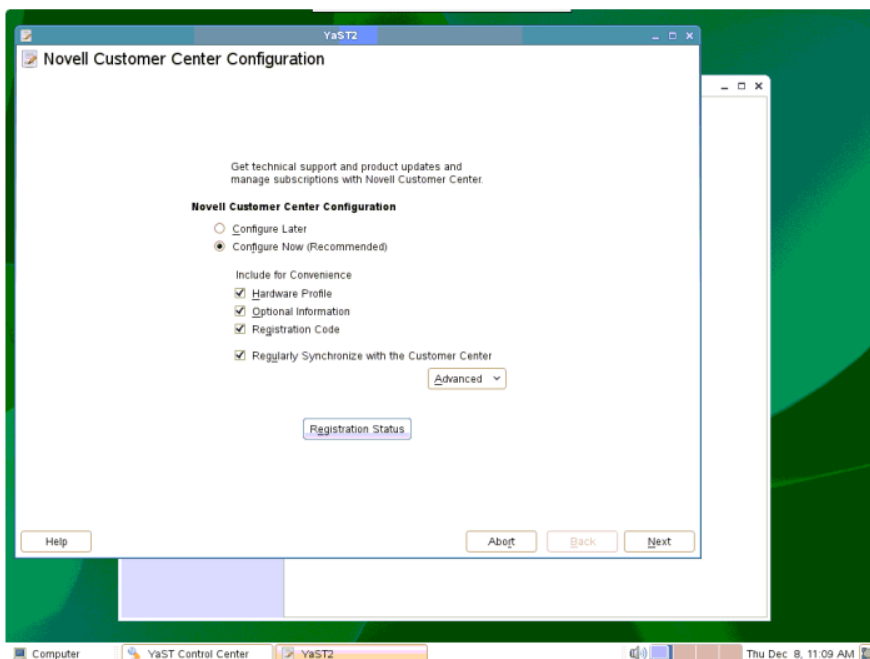 YaST2
Novell Customer Center Configuration
Get technical support and product updates and
manage subscriptions with Novell Customer Center.
Novell Customer Center Configuration
Configure Later
Configure Now (Recommended)
Include for Convenience
Hardware Profile
Optional Information
Registration Code
Regularly Synchronize with the Customer Center
Advanced
Registration Status
Help
Abort
Back
Next
Computer
YaST Control Center
YaST2
Thu Dec 8, 11:09 AM